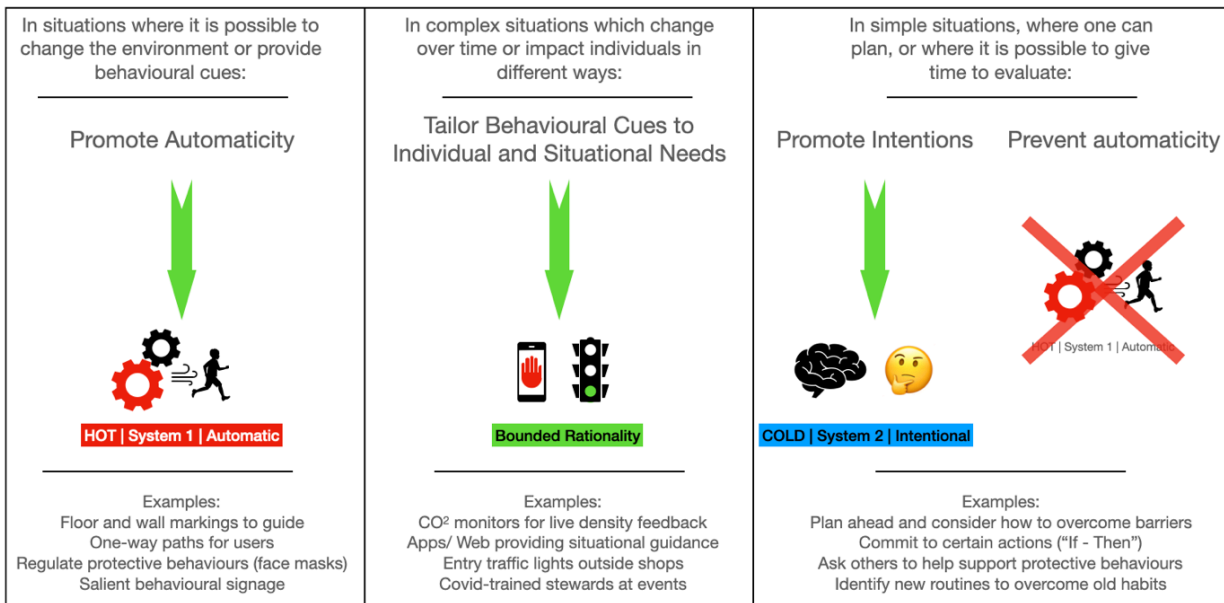 In situations where it is possible to
change the environment or provide
behavioural cues:
Promote Automaticity
HOT | System 1 | Automatic
Examples:
Floor and wall markings to guide
One-way paths for users
Regulate protective behaviours (face masks)
Salient behavioural signage
In complex situations which change
over time or impact individuals in
different ways:
Tailor Behavioural Cues to
Individual and Situational Needs
Bounded Rationality
Examples:
CO² monitors for live density feedback
Apps/ Web providing situational guidance
Entry traffic lights outside shops
Covid-trained stewards at events
In simple situations, where one can
plan, or where it is possible to give
time to evaluate:
Promote Intentions
COLD | System 2 | Intentional
Prevent automaticity
HOT | System 1 | Automatic
Examples:
Plan ahead and consider how to overcome barriers
Commit to certain actions (“If - Then”)
Ask others to help support protective behaviours
Identify new routines to overcome old habits